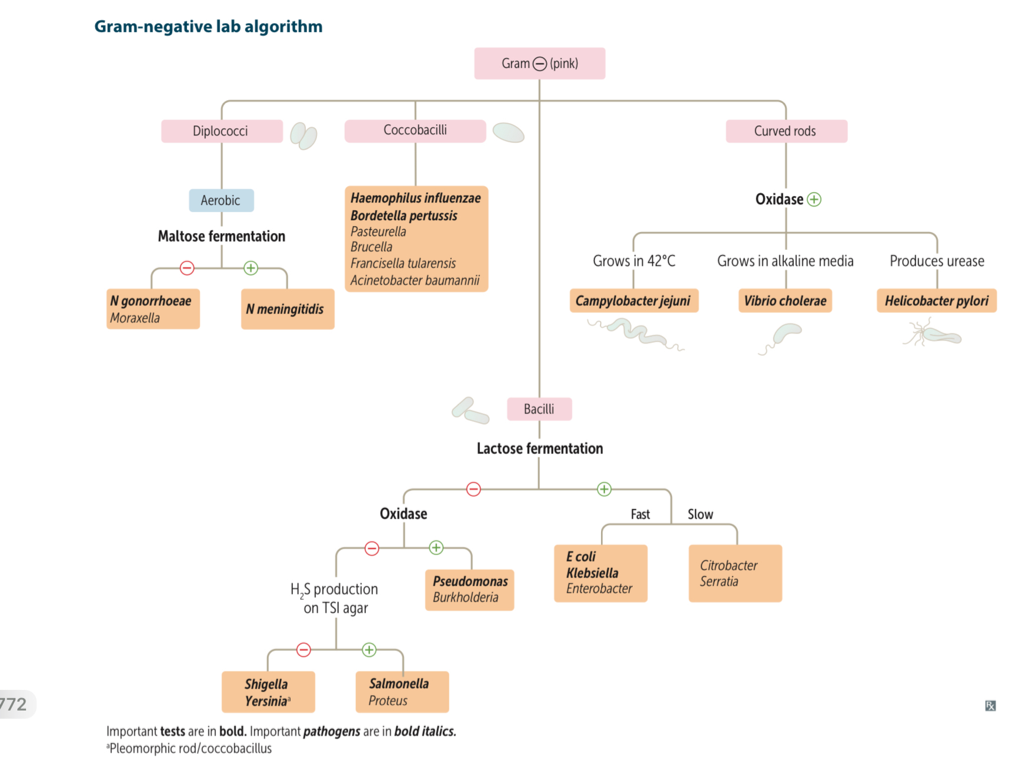 Gram-negative lab algorithm
Gram ⊖ (pink)
Diplococci
Coccobacilli
Curved rods
Aerobic
Maltose fermentation
⊖
⊕
N gonorrhoeae
Moraxella
N meningitidis
Haemophilus influenzae
Bordetella pertussis
Pasteurella
Brucella
Francisella tularensis
Acinetobacter baumannii
Oxidase ⊕
Grows in 42°C
Grows in alkaline media
Produces urease
Campylobacter jejuni
Vibrio cholerae
Helicobacter pylori
Bacilli
Lactose fermentation
⊖
⊕
Oxidase
Fast
Slow
⊖
⊕
E coli
Klebsiella
Enterobacter
Citrobacter
Serratia
Pseudomonas
Burkholderia
H₂S production
on TSI agar
⊖
⊕
Shigella
Yersiniaᵃ
Salmonella
Proteus
772
Important tests are in bold. Important pathogens are in bold italics.
ᵃPleomorphic rod/coccobacillus